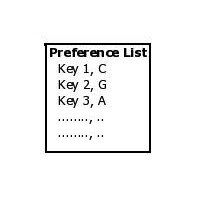 Preference List
Key 1, C
Key 2, G
Key 3, A
........, ..
........, ..